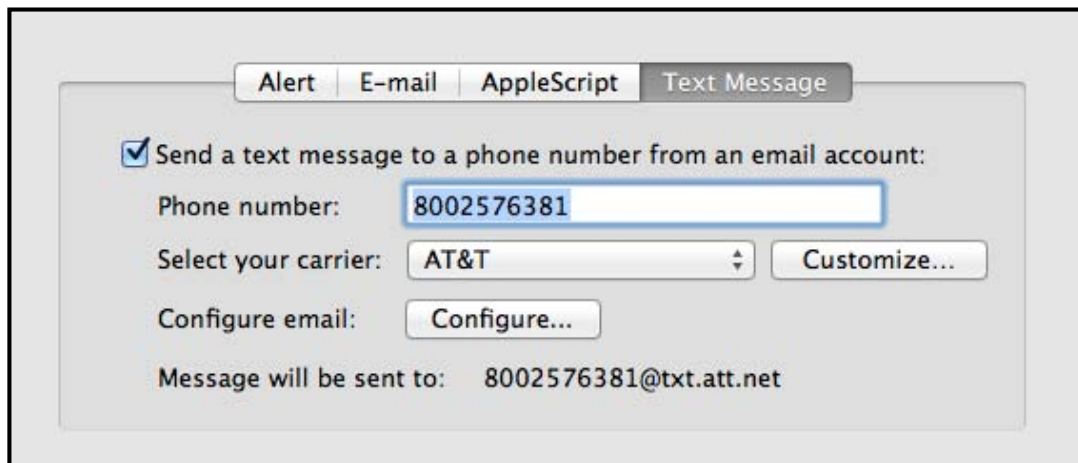 Alert E-mail AppleScript Text Message
Send a text message to a phone number from an email account:
Phone number: 8002576381
Select your carrier: AT&T Customize...
Configure email: Configure...
Message will be sent to: 8002576381@txt.att.net